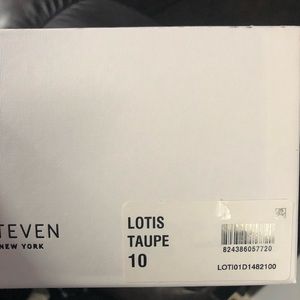 TEVEN
NEW YORK
LOTIS
TAUPE
10
824386057720
LOTI01D1482100